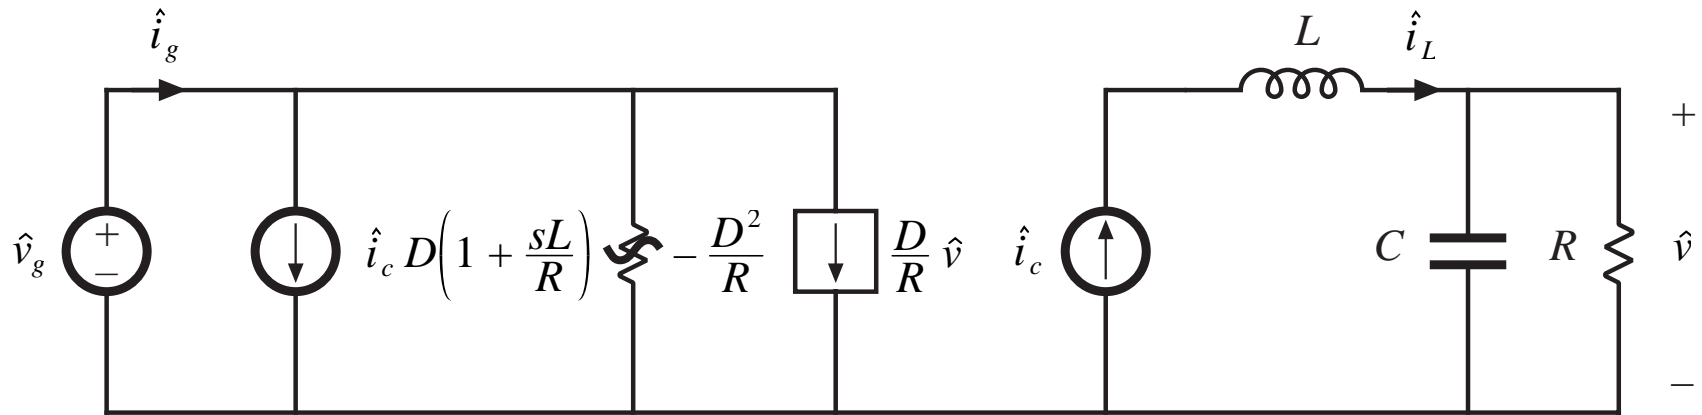 î_g
L
î_L
+
v̂_g
+
−
î_c D(1 + sL/R)
− D²/R
D/R v̂
î_c
C
R
v̂
−